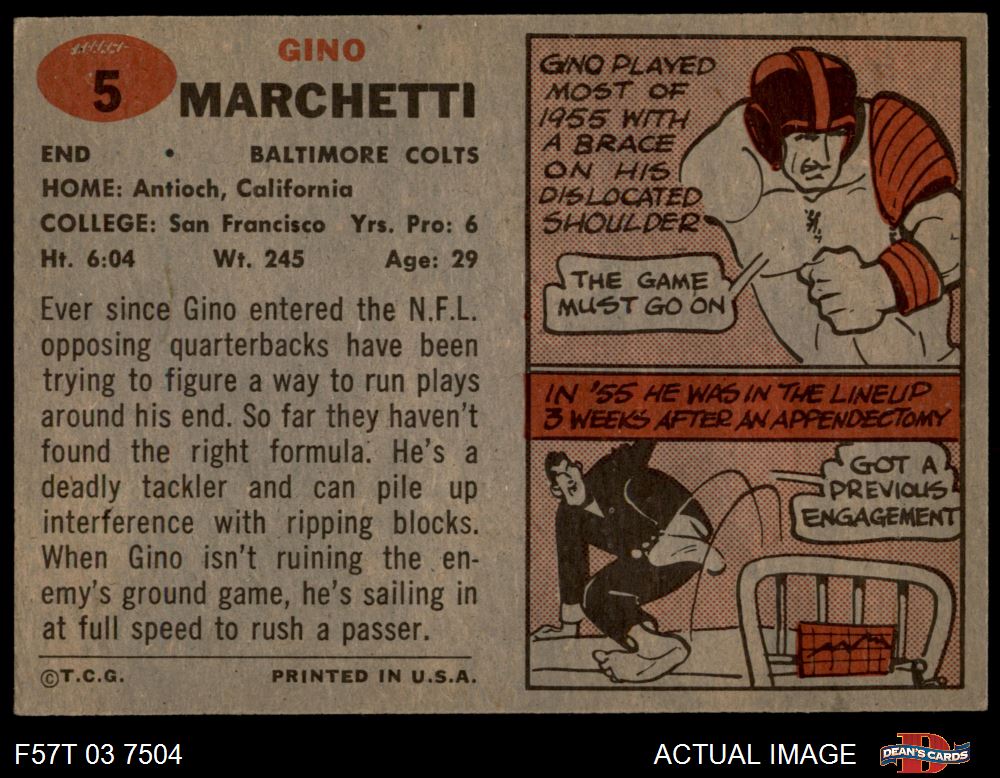 5
GINO
MARCHETTI
END • BALTIMORE COLTS
HOME: Antioch, California
COLLEGE: San Francisco Yrs. Pro: 6
Ht. 6:04 Wt. 245 Age: 29
Ever since Gino entered the N.F.L.
opposing quarterbacks have been
trying to figure a way to run plays
around his end. So far they haven't
found the right formula. He's a
deadly tackler and can pile up
interference with ripping blocks.
When Gino isn't ruining the en-
emy's ground game, he's sailing in
at full speed to rush a passer.
©T.C.G. PRINTED IN U.S.A.
GINO PLAYED
MOST OF
1955 WITH
A BRACE
ON HIS
DISLOCATED
SHOULDER
THE GAME
MUST GO ON
IN '55 HE WAS IN THE LINEUP
3 WEEKS AFTER AN APPENDECTOMY
GOT A
PREVIOUS
ENGAGEMENT
F57T 03 7504 ACTUAL IMAGE
DEAN'S CARDS